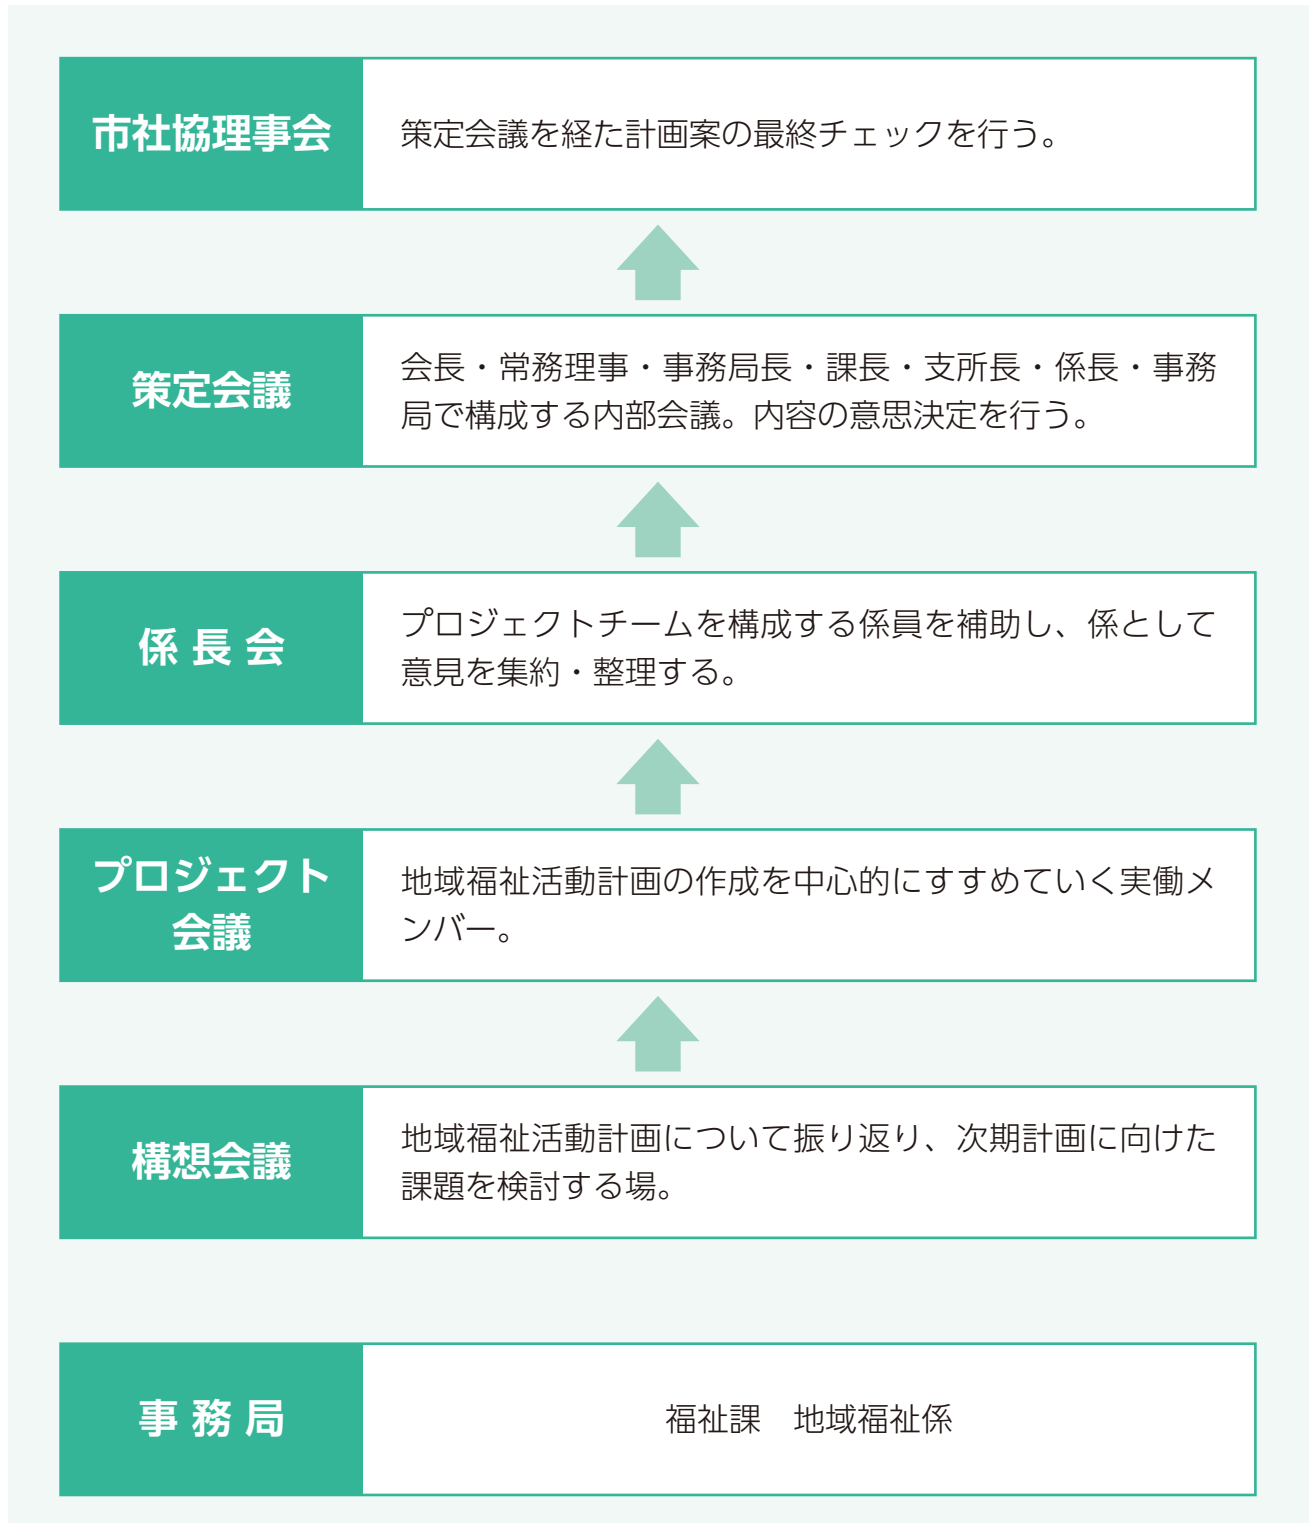 市社協理事会
策定会議を経た計画案の最終チェックを行う。
策定会議
会長・常務理事・事務局長・課長・支所長・係長・事務
局で構成する内部会議。内容の意思決定を行う。
係 長 会
プロジェクトチームを構成する係員を補助し、係として
意見を集約・整理する。
プロジェクト
会議
地域福祉活動計画の作成を中心的にすすめていく実働メ
ンバー。
構想会議
地域福祉活動計画について振り返り、次期計画に向けた
課題を検討する場。
事 務 局
福祉課　地域福祉係